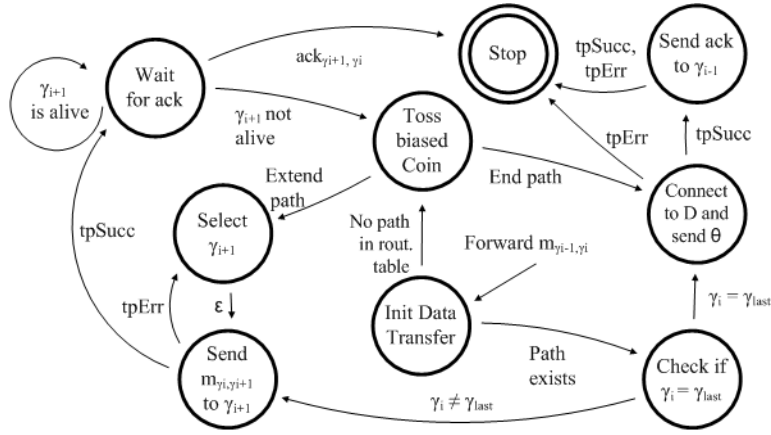 Wait
for ack
ackγi+1, γi
Stop
tpSucc,
tpErr
Send ack
to γi-1
γi+1
is alive
γi+1 not
alive
Toss
biased
Coin
tpErr
tpSucc
Extend
path
End path
Connect
to D and
send θ
tpSucc
Select
γi+1
No path
in rout.
table
Forward mγi-1,γi
tpErr
ε
Init Data
Transfer
γi = γlast
Send
mγi,γi+1
to γi+1
Path
exists
Check if
γi = γlast
γi ≠ γlast